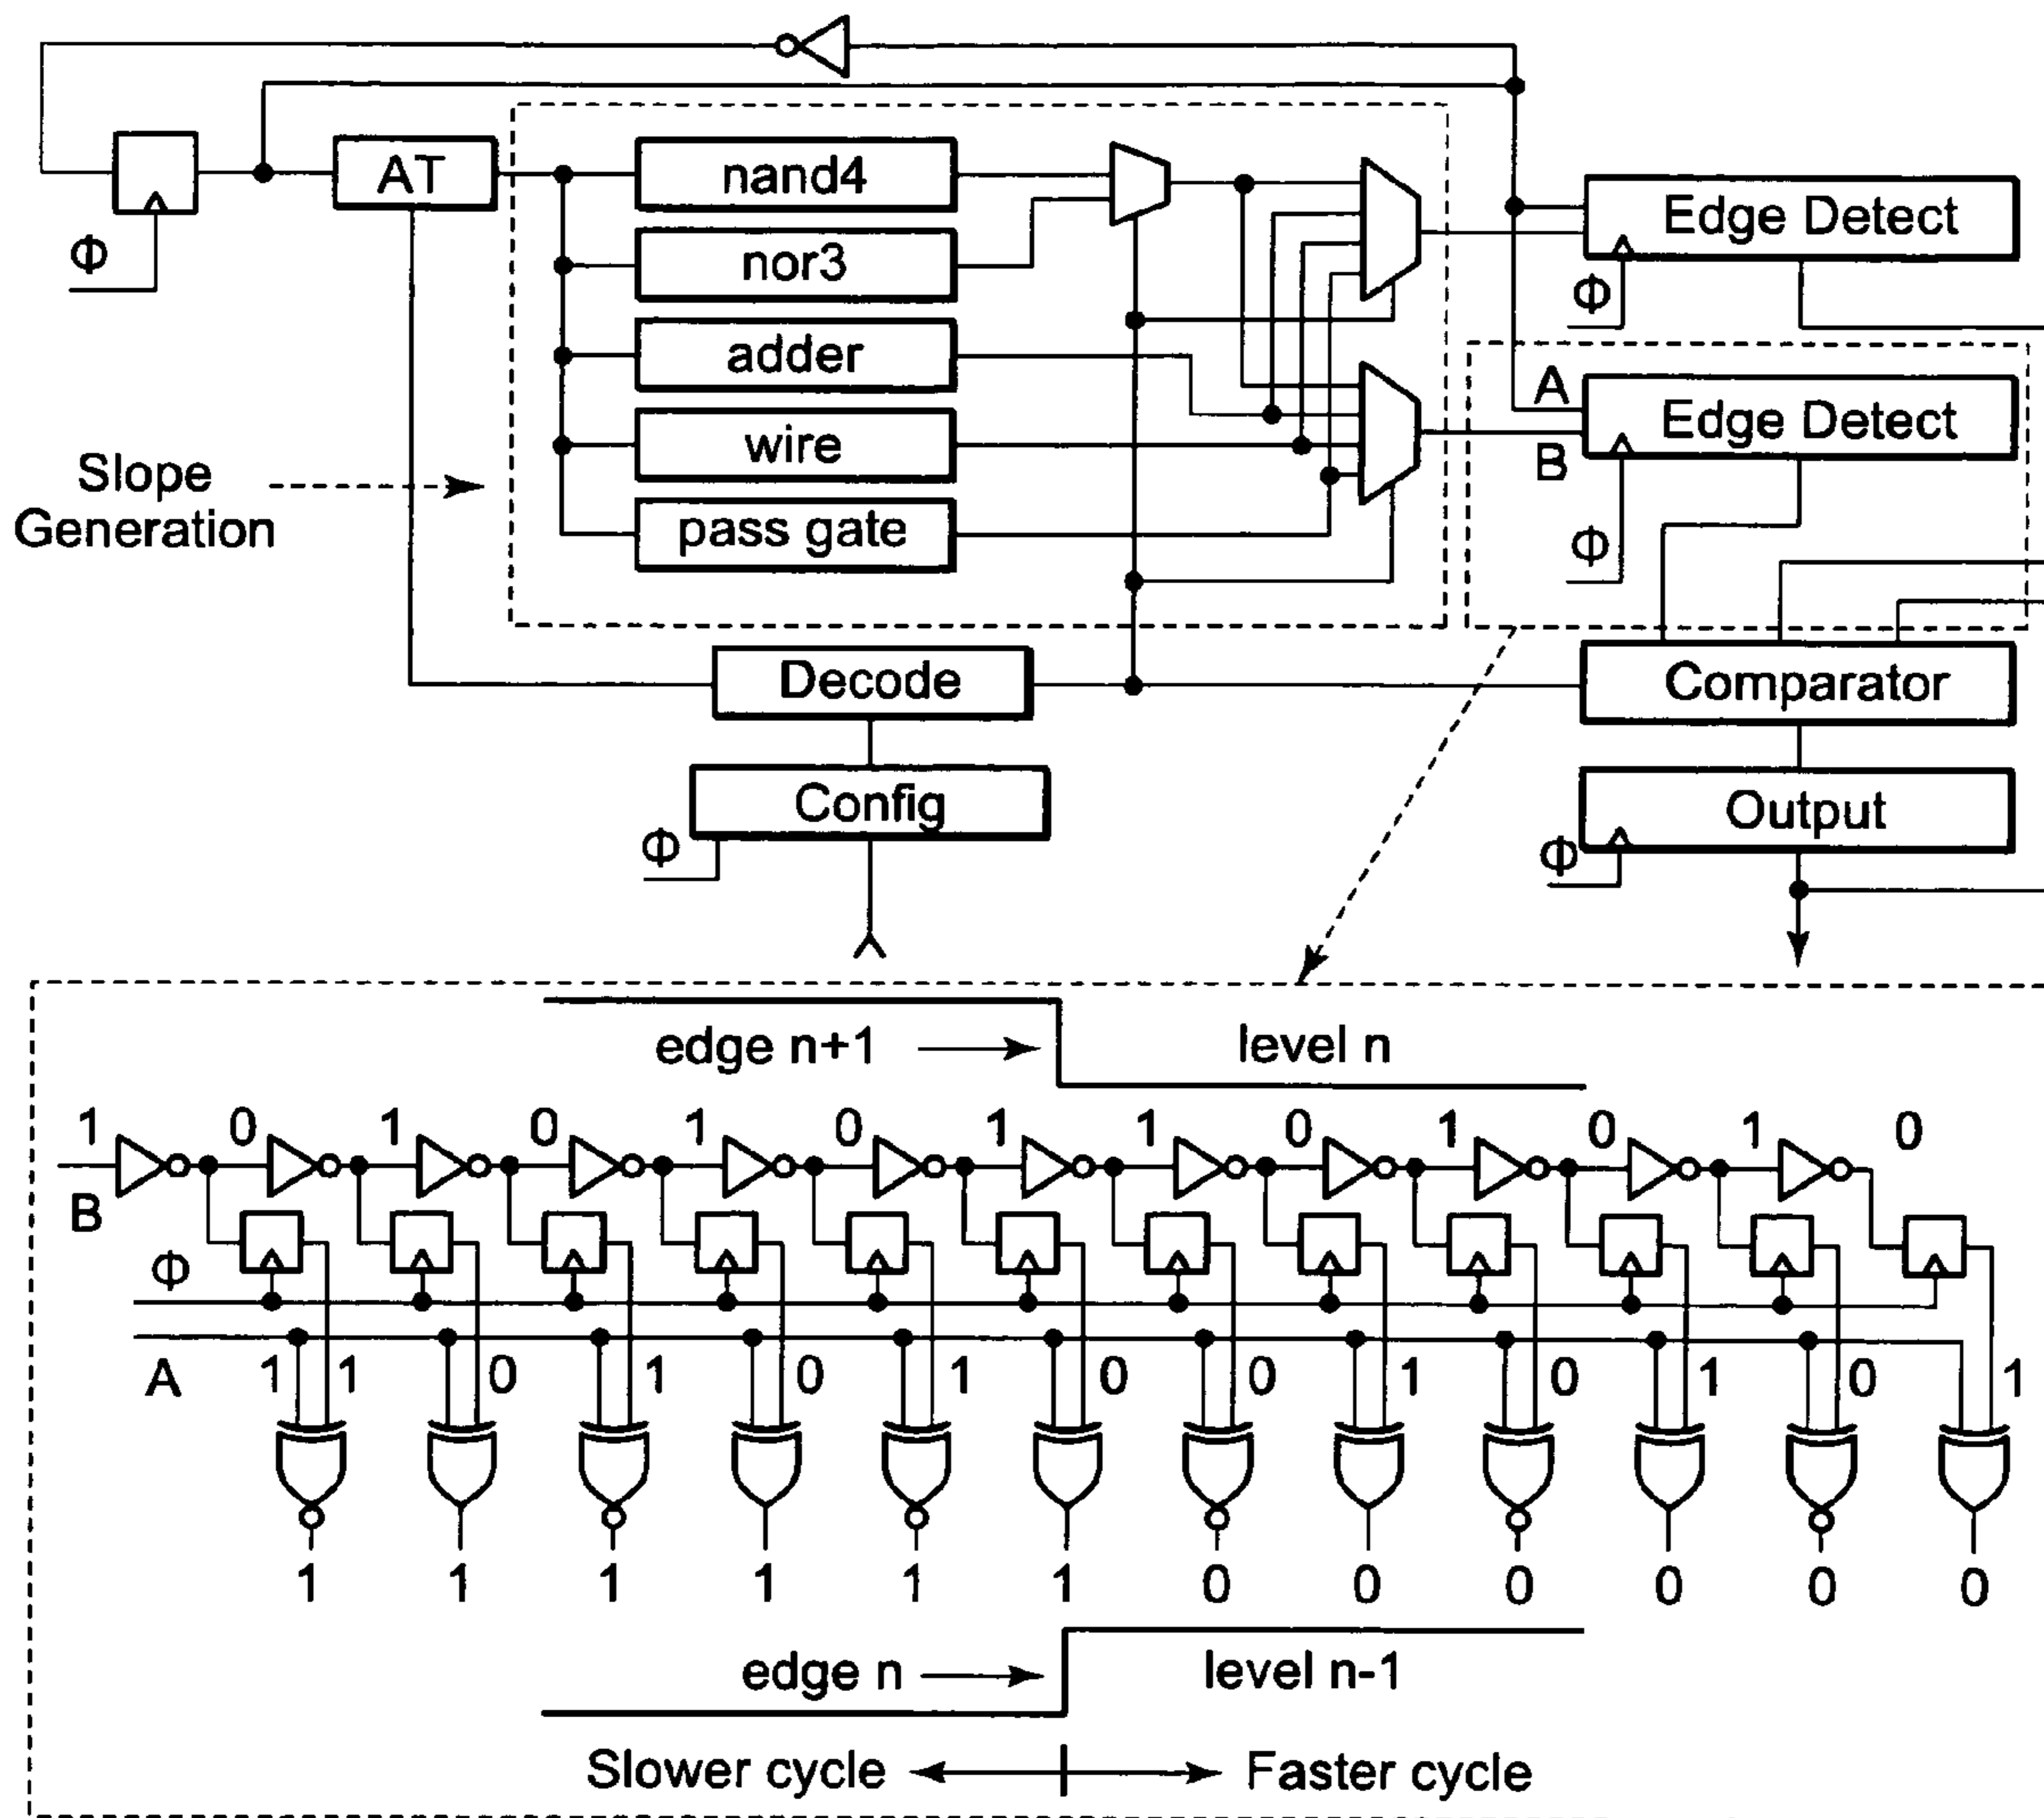 AT
nand4
nor3
adder
wire
pass gate
Φ
Slope
Generation
Edge Detect
Φ
A
B
Edge Detect
Φ
Decode
Comparator
Config
Φ
Output
Φ
edge n+1
level n
1 0 1 0 1 0 1 1 0 1 0 1 0
B
Φ
A
1 1 0 1 0 1 0 0 1 0 1 0 1
1 1 1 1 1 1 0 0 0 0 0 0
edge n
level n-1
Slower cycle
Faster cycle